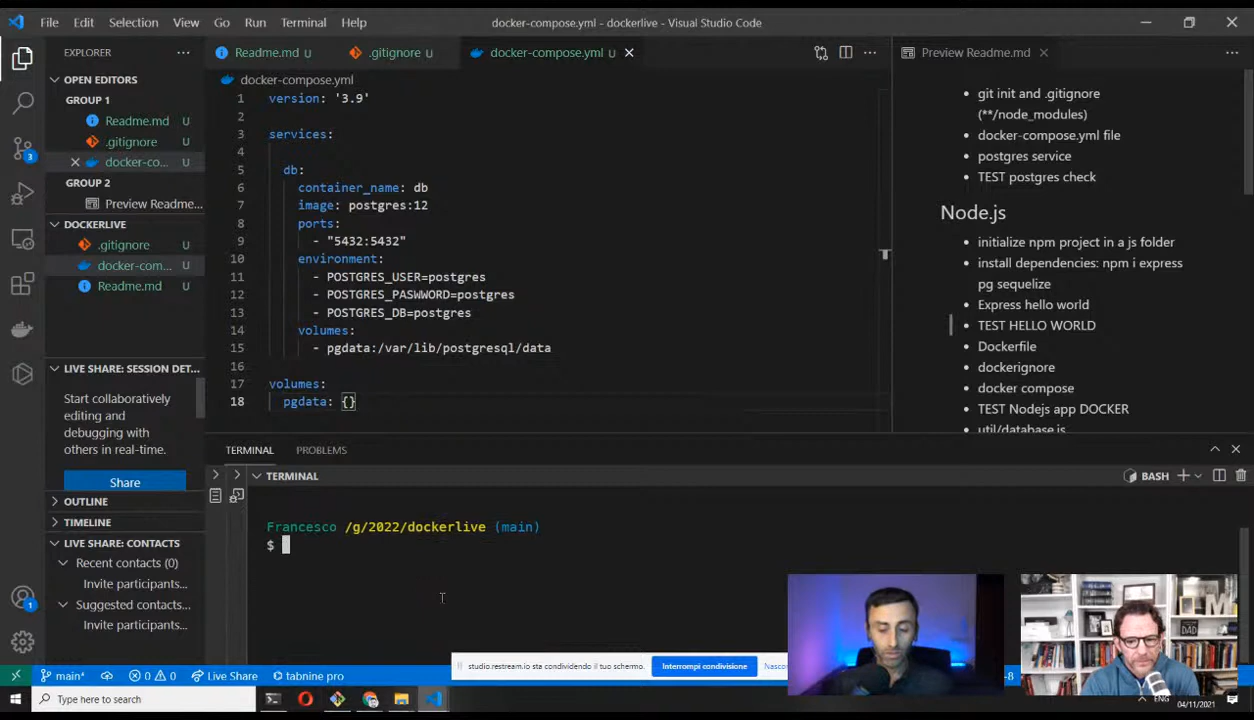 File Edit Selection View Go Run Terminal Help
docker-compose.yml - dockerlive - Visual Studio Code
EXPLORER
OPEN EDITORS
GROUP 1
Readme.md U
.gitignore U
docker-co... U
GROUP 2
Preview Readme...
DOCKERLIVE
.gitignore U
docker-com... U
Readme.md U
LIVE SHARE: SESSION DET...
Start collaboratively
editing and
debugging with
others in real-time.
Share
OUTLINE
TIMELINE
LIVE SHARE: CONTACTS
Recent contacts (0)
Invite participants...
Suggested contacts...
Invite participants...
Readme.md U
.gitignore U
docker-compose.yml U
docker-compose.yml
1 version: '3.9'
2
3 services:
4
5 db:
6 container_name: db
7 image: postgres:12
8 ports:
9 - "5432:5432"
10 environment:
11 - POSTGRES_USER=postgres
12 - POSTGRES_PASWWORD=postgres
13 - POSTGRES_DB=postgres
14 volumes:
15 - pgdata:/var/lib/postgresql/data
16
17 volumes:
18 pgdata: {}
Preview Readme.md
git init and .gitignore
(**/node_modules)
docker-compose.yml file
postgres service
TEST postgres check
Node.js
initialize npm project in a js folder
install dependencies: npm i express
pg sequelize
Express hello world
TEST HELLO WORLD
Dockerfile
dockerignore
docker compose
TEST Nodejs app DOCKER
util/database.js
TERMINAL PROBLEMS
TERMINAL
BASH
Francesco /g/2022/dockerlive (main)
$
studio.restream.io sta condividendo il tuo schermo.
Interrompi condivisione
3
1
main*
0 0
Live Share
tabnine pro
Type here to search
ENG
04/11/2021